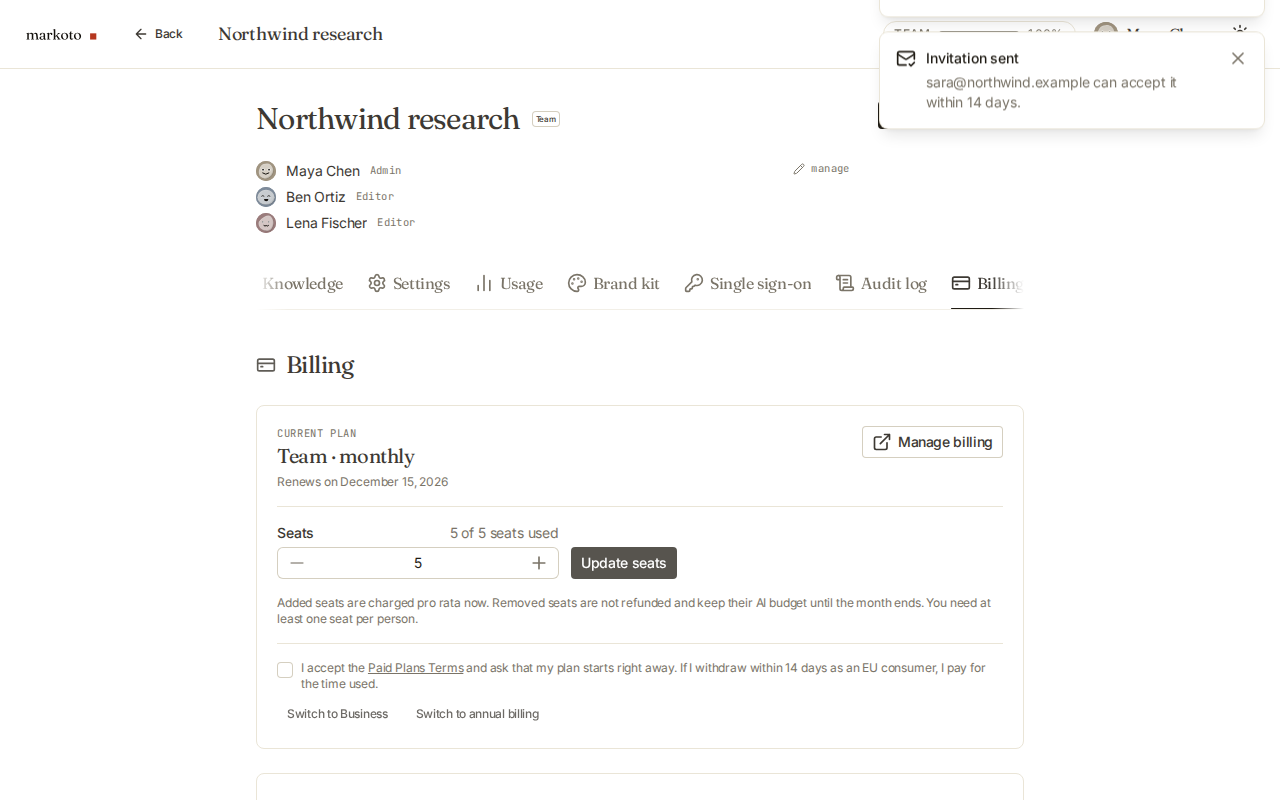 markoto
Back
Northwind research
Invitation sent
sara@northwind.example can accept it
within 14 days.
Northwind research
Team
Maya Chen Admin
manage
Ben Ortiz Editor
Lena Fischer Editor
Knowledge
Settings
Usage
Brand kit
Single sign-on
Audit log
Billing
Billing
CURRENT PLAN
Team · monthly
Renews on December 15, 2026
Manage billing
Seats
5 of 5 seats used
5
Update seats
Added seats are charged pro rata now. Removed seats are not refunded and keep their AI budget until the month ends. You need at
least one seat per person.
I accept the Paid Plans Terms and ask that my plan starts right away. If I withdraw within 14 days as an EU consumer, I pay for
the time used.
Switch to Business
Switch to annual billing